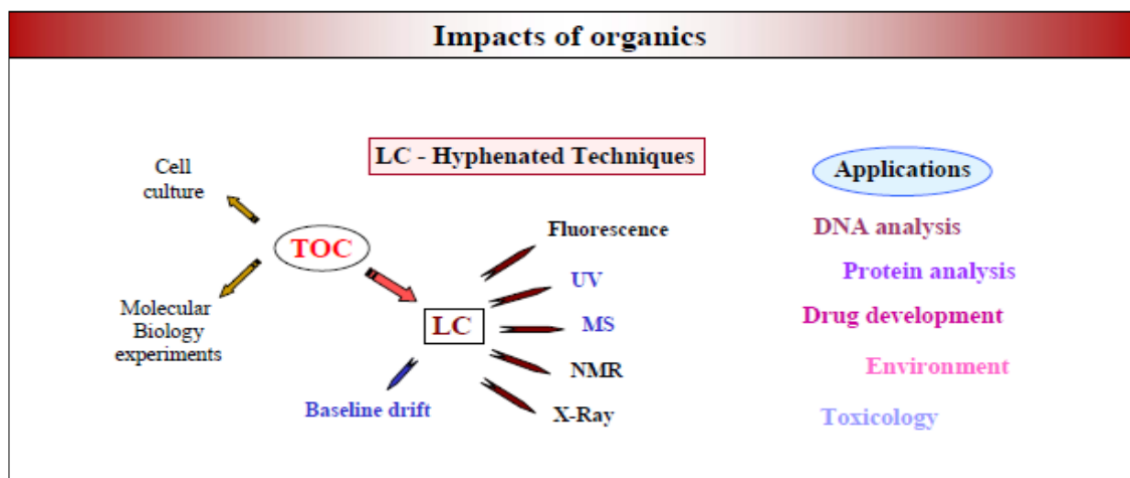 Impacts of organics
LC - Hyphenated Techniques
Cell
culture
TOC
Molecular
Biology
experiments
LC
Baseline drift
Fluorescence
UV
MS
NMR
X-Ray
Applications
DNA analysis
Protein analysis
Drug development
Environment
Toxicology